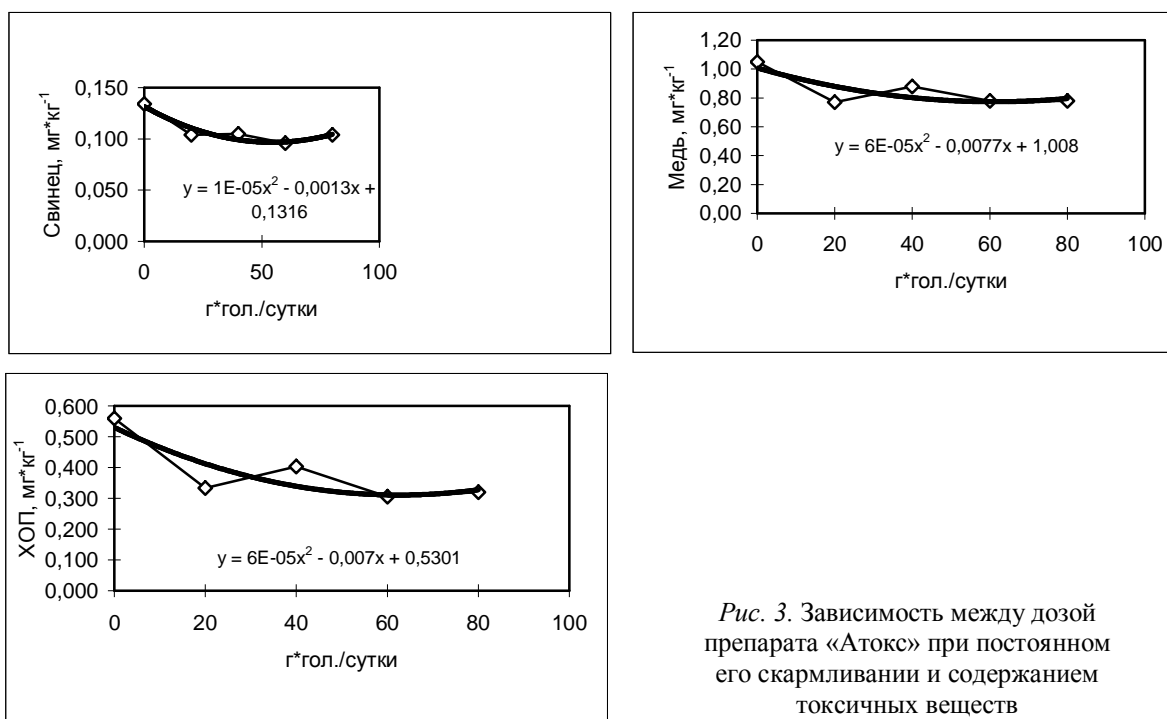 0,150
0,100
0,050
0,000
Свинец, мг*кг⁻¹
y = 1E-05x² - 0,0013x +
0,1316
0 50 100
г*гол./сутки
1,20
1,00
0,80
0,60
0,40
0,20
0,00
Медь, мг*кг⁻¹
y = 6E-05x² - 0,0077x + 1,008
0 20 40 60 80 100
г*гол./сутки
0,600
0,500
0,400
0,300
0,200
0,100
0,000
ХОП, мг*кг⁻¹
y = 6E-05x² - 0,007x + 0,5301
0 20 40 60 80 100
г*гол./сутки
Рис. 3. Зависимость между дозой
препарата «Атокс» при постоянном
его скармливании и содержанием
токсичных веществ